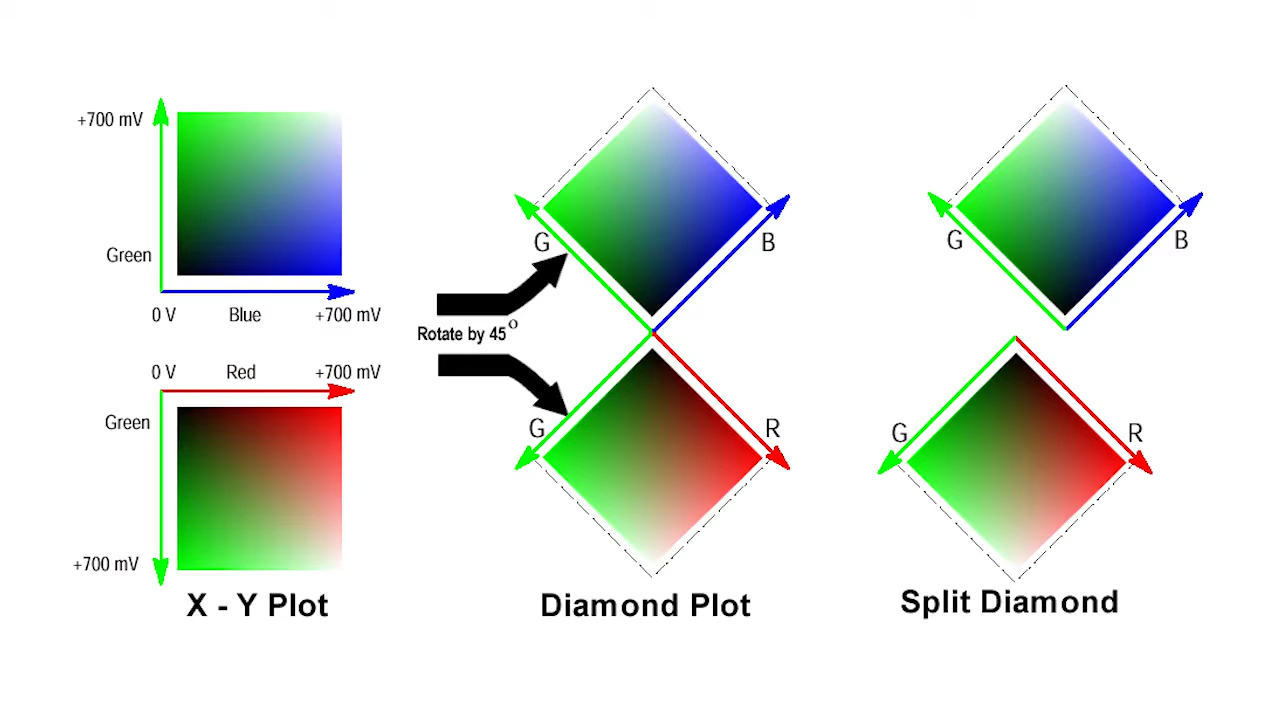 +700 mV
Green
0 V Blue +700 mV
0 V Red +700 mV
Green
+700 mV
X - Y Plot
G B
Rotate by 45°
G R
Diamond Plot
G B
G R
Split Diamond